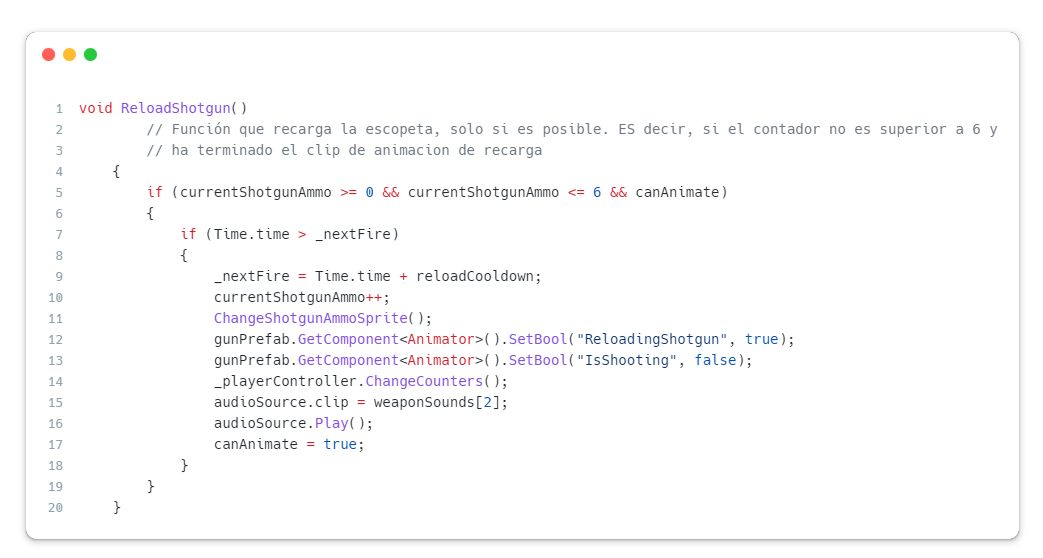 1 void ReloadShotgun()
2 // Función que recarga la escopeta, solo si es posible. ES decir, si el contador no es superior a 6 y
3 // ha terminado el clip de animacion de recarga
4 {
5 if (currentShotgunAmmo >= 0 && currentShotgunAmmo <= 6 && canAnimate)
6 {
7 if (Time.time > _nextFire)
8 {
9 _nextFire = Time.time + reloadCooldown;
10 currentShotgunAmmo++;
11 ChangeShotgunAmmoSprite();
12 gunPrefab.GetComponent<Animator>().SetBool("ReloadingShotgun", true);
13 gunPrefab.GetComponent<Animator>().SetBool("IsShooting", false);
14 _playerController.ChangeCounters();
15 audioSource.clip = weaponSounds[2];
16 audioSource.Play();
17 canAnimate = true;
18 }
19 }
20 }